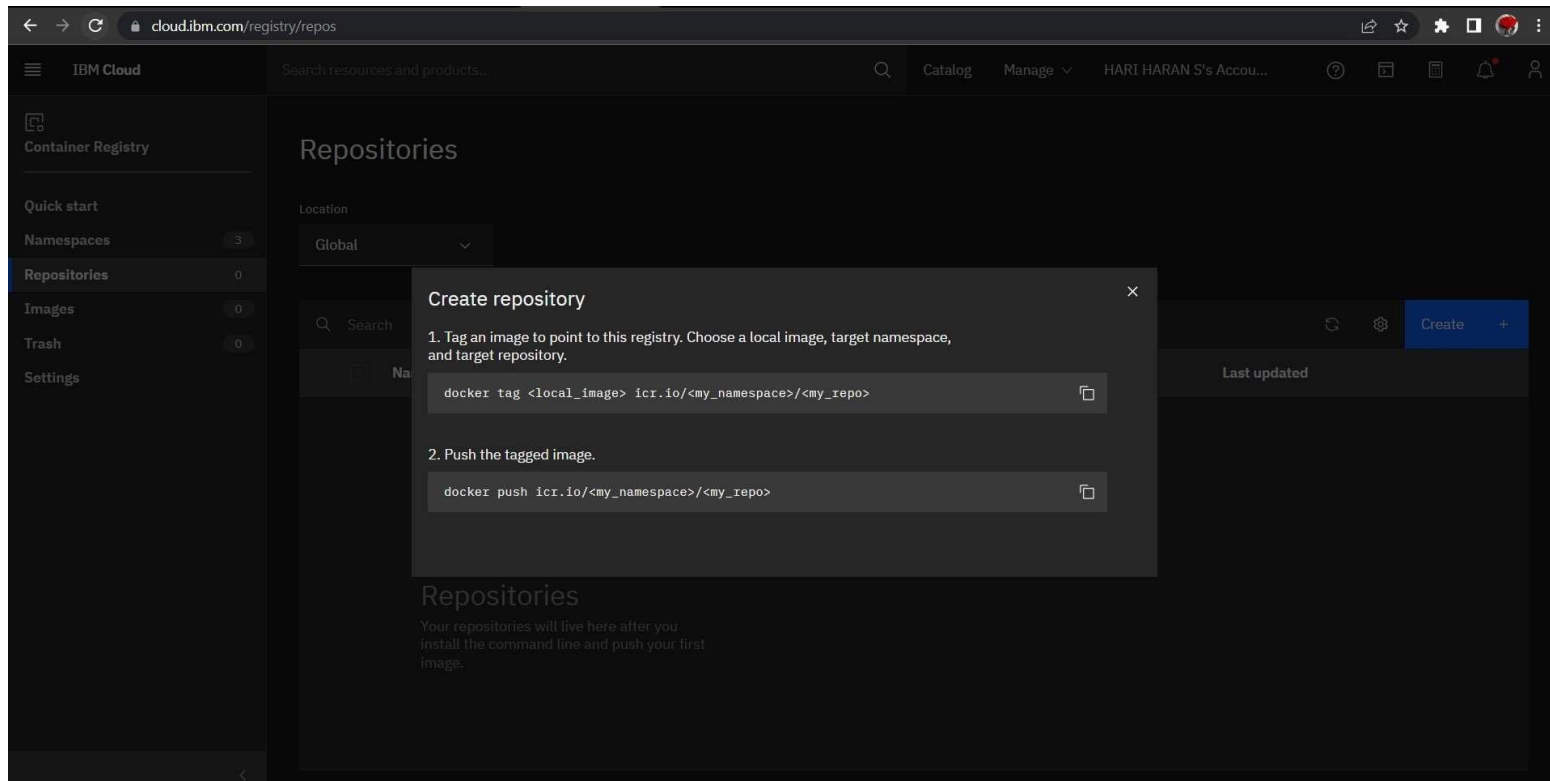 cloud.ibm.com/registry/repos
IBM Cloud
Search resources and products...
Catalog
Manage
HARI HARAN S's Accou...
Container Registry
Quick start
Namespaces 3
Repositories 0
Images 0
Trash 0
Settings
Repositories
Location
Global
Search
Create +
Na
Last updated
Create repository
1. Tag an image to point to this registry. Choose a local image, target namespace,
and target repository.
docker tag <local_image> icr.io/<my_namespace>/<my_repo>
2. Push the tagged image.
docker push icr.io/<my_namespace>/<my_repo>
Repositories
Your repositories will live here after you
install the command line and push your first
image.